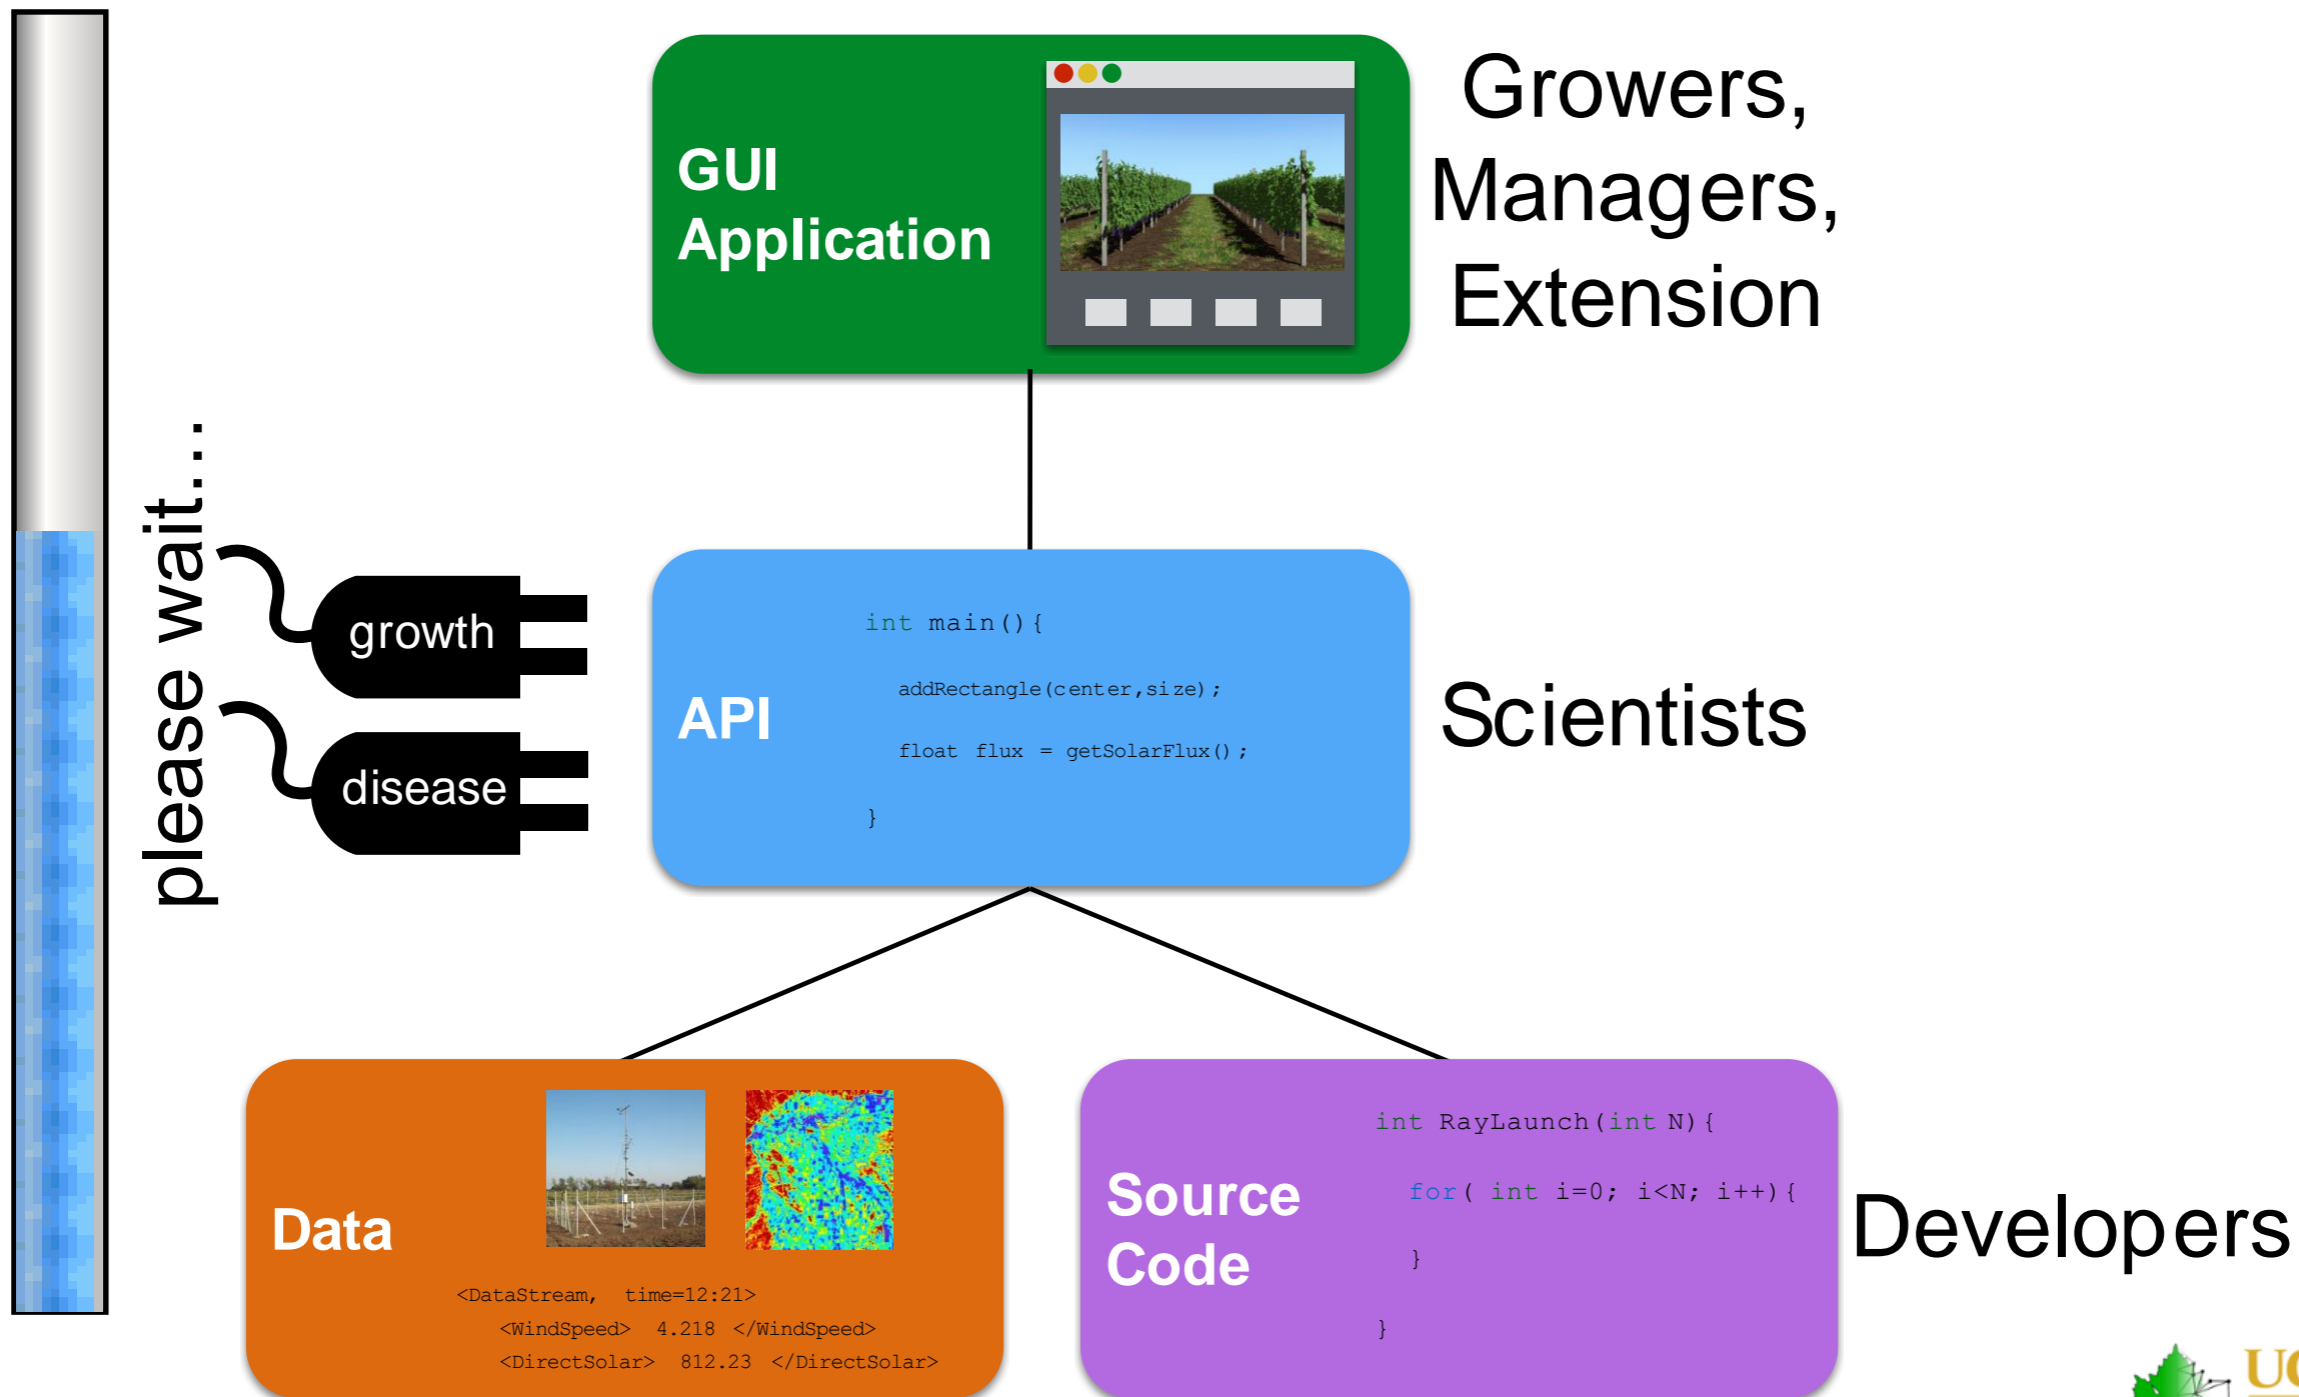 GUI
Application
Growers,
Managers,
Extension
please wait...
growth
disease
API
int main(){
addRectangle(center,size);
float flux = getSolarFlux();
}
Scientists
Data
<DataStream, time=12:21>
<WindSpeed> 4.218 </WindSpeed>
<DirectSolar> 812.23 </DirectSolar>
Source
Code
int RayLaunch(int N){
for( int i=0; i<N; i++){
}
}
Developers